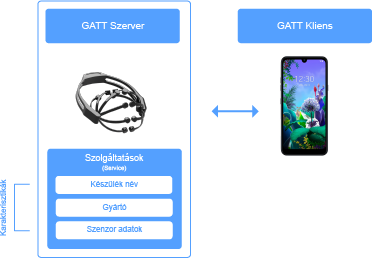 GATT Szerver
GATT Kliens
Szolgáltatások
(Service)
Készülék név
Gyártó
Szenzor adatok
Karakterisztikák